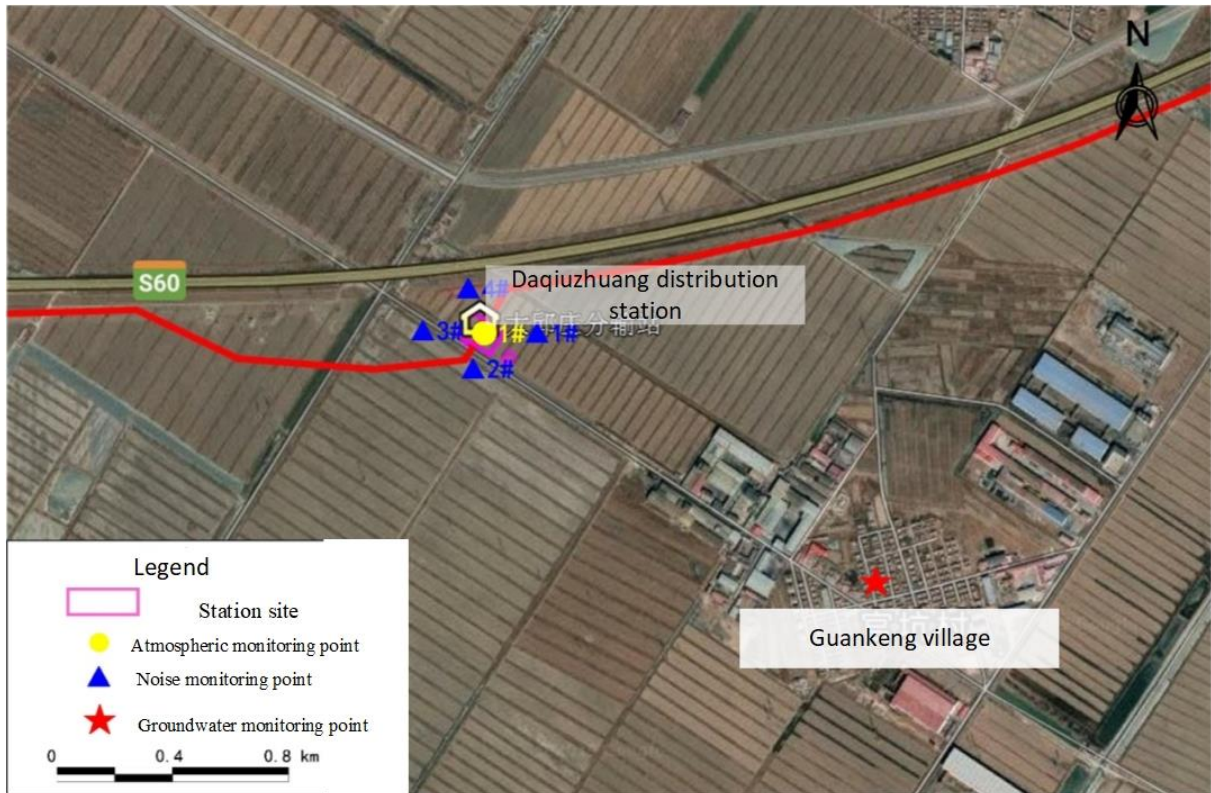 N
S60
Daqiuzhuang distribution
station
4#
3#
1#
1#
2#
Guankeng village
Legend
Station site
Atmospheric monitoring point
Noise monitoring point
Groundwater monitoring point
0 0.4 0.8 km